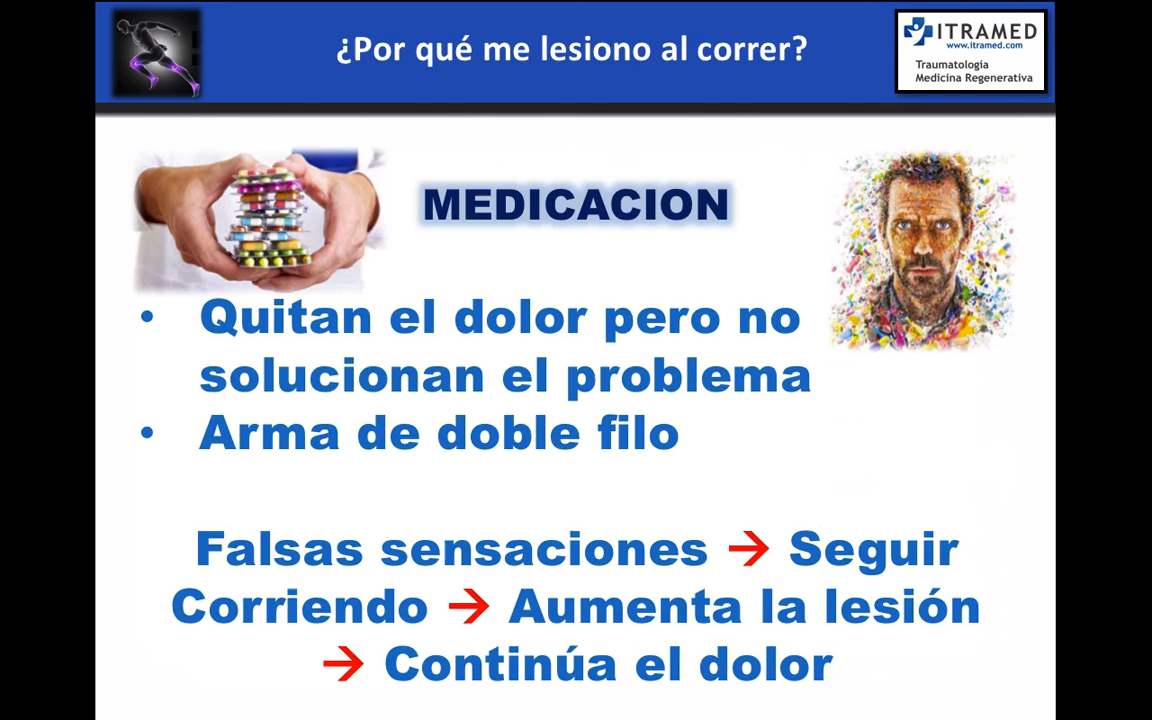 ¿Por qué me lesiono al correr?
ITRAMED
www.itramed.com
Traumatología
Medicina Regenerativa
MEDICACION
• Quitan el dolor pero no
solucionan el problema
• Arma de doble filo
Falsas sensaciones → Seguir
Corriendo → Aumenta la lesión
→ Continúa el dolor